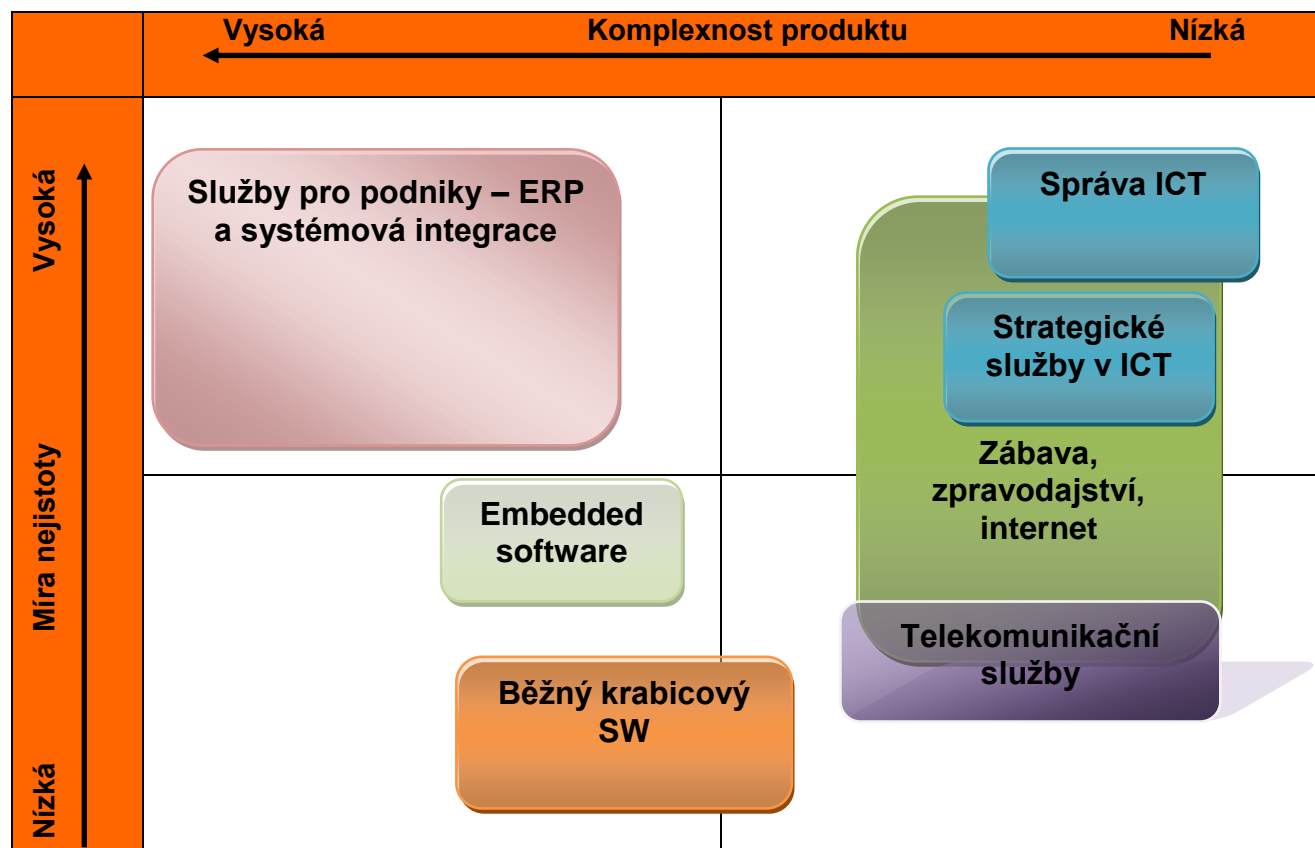 Vysoká
Komplexnost produktu
Nízká
Vysoká
Míra nejistoty
Nízká
Služby pro podniky – ERP
a systémová integrace
Správa ICT
Strategické
služby v ICT
Zábava,
zpravodajství,
internet
Embedded
software
Telekomunikační
služby
Běžný krabicový
SW